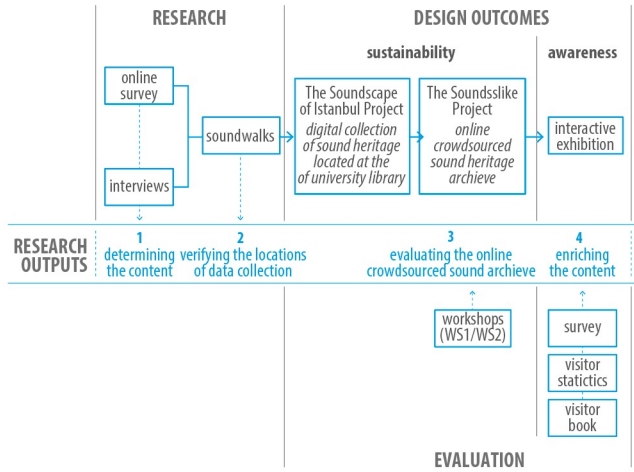 RESEARCH
DESIGN OUTCOMES
sustainability
awareness
online
survey
interviews
soundwalks
The Soundscape
of Istanbul Project
digital collection
of sound heritage
located at the
of university library
The Soundsslike
Project
online
crowdsourced
sound heritage
archieve
interactive
exhibition
RESEARCH
OUTPUTS
1
determining
the content
2
verifying the locations
of data collection
3
evaluating the online
crowdsourced sound archieve
4
enriching
the content
workshops
(WS1/WS2)
survey
visitor
statictics
visitor
book
EVALUATION